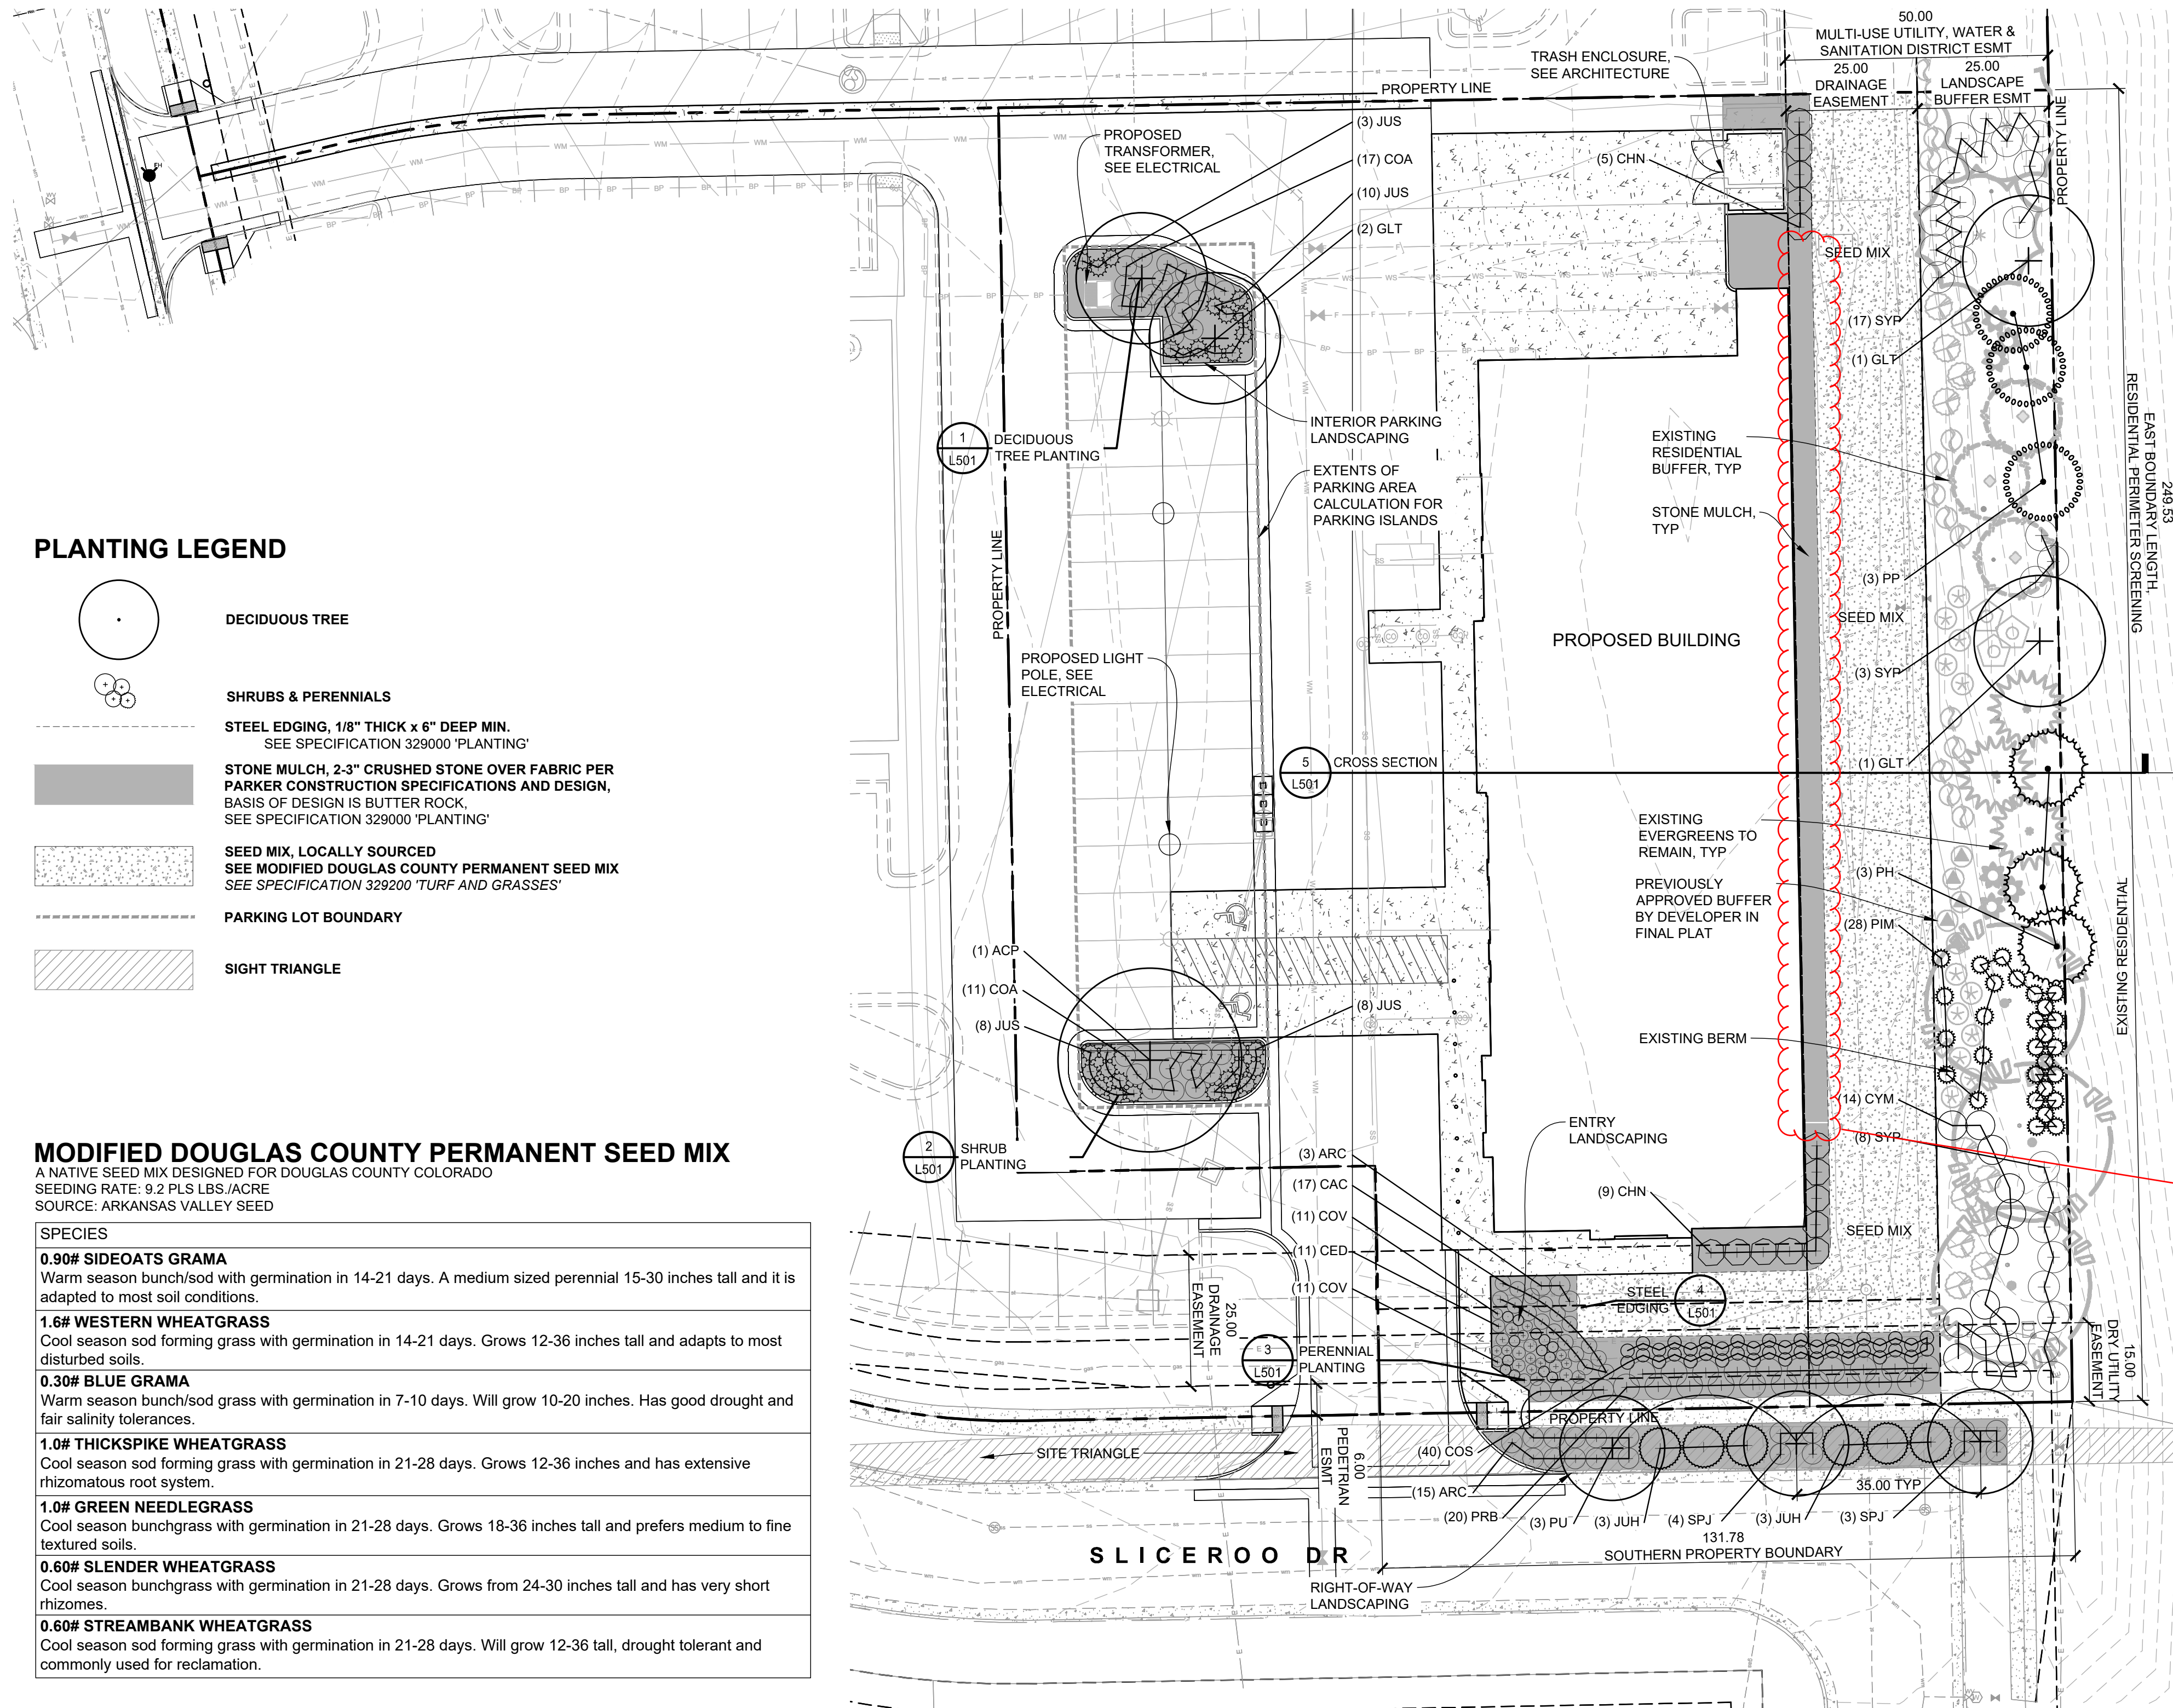 50.00
MULTI-USE UTILITY, WATER &
SANITATION DISTRICT ESMT
25.00
DRAINAGE
EASEMENT
25.00
LANDSCAPE
BUFFER ESMT
TRASH ENCLOSURE,
SEE ARCHITECTURE
PROPERTY LINE
PROPERTY LINE
PROPOSED
TRANSFORMER,
SEE ELECTRICAL
(3) JUS
(17) COA
(10) JUS
(2) GLT
(5) CHN
SEED MIX
(17) SYP
(1) GLT
1
L501
DECIDUOUS
TREE PLANTING
INTERIOR PARKING
LANDSCAPING
EXTENTS OF
PARKING AREA
CALCULATION FOR
PARKING ISLANDS
EXISTING
RESIDENTIAL
BUFFER, TYP
STONE MULCH,
TYP
249.53
EAST BOUNDARY LENGTH,
RESIDENTIAL PERIMETER SCREENING
PROPERTY LINE
(3) PP
SEED MIX
PROPOSED BUILDING
PROPOSED LIGHT
POLE, SEE
ELECTRICAL
(3) SYP
5
L501
CROSS SECTION
(1) GLT
EXISTING
EVERGREENS TO
REMAIN, TYP
PREVIOUSLY
APPROVED BUFFER
BY DEVELOPER IN
FINAL PLAT
(3) PH
(28) PIM
EXISTING RESIDENTIAL
(1) ACP
(11) COA
(8) JUS
(8) JUS
EXISTING BERM
(14) CYM
(8) SYP
ENTRY
LANDSCAPING
2
L501
SHRUB
PLANTING
(3) ARC
(17) CAC
(11) COV
(11) CED
(11) COV
(9) CHN
SEED MIX
STEEL
EDGING
4
L501
25.00
DRAINAGE
EASEMENT
3
L501
PERENNIAL
PLANTING
15.00
DRY UTILITY
EASEMENT
PROPERTY LINE
SITE TRIANGLE
6.00
PEDETRIAN
ESMT
(40) COS
(15) ARC
(20) PRB
(3) PU
(3) JUH
(4) SPJ
(3) JUH
(3) SPJ
35.00 TYP
131.78
SOUTHERN PROPERTY BOUNDARY
SLICEROO DR
RIGHT-OF-WAY
LANDSCAPING
PLANTING LEGEND
DECIDUOUS TREE
SHRUBS & PERENNIALS
STEEL EDGING, 1/8" THICK x 6" DEEP MIN.
SEE SPECIFICATION 329000 'PLANTING'
STONE MULCH, 2-3" CRUSHED STONE OVER FABRIC PER
PARKER CONSTRUCTION SPECIFICATIONS AND DESIGN,
BASIS OF DESIGN IS BUTTER ROCK,
SEE SPECIFICATION 329000 'PLANTING'
SEED MIX, LOCALLY SOURCED
SEE MODIFIED DOUGLAS COUNTY PERMANENT SEED MIX
SEE SPECIFICATION 329200 'TURF AND GRASSES'
PARKING LOT BOUNDARY
SIGHT TRIANGLE
MODIFIED DOUGLAS COUNTY PERMANENT SEED MIX
A NATIVE SEED MIX DESIGNED FOR DOUGLAS COUNTY COLORADO
SEEDING RATE: 9.2 PLS LBS./ACRE
SOURCE: ARKANSAS VALLEY SEED
SPECIES
0.90# SIDEOATS GRAMA
Warm season bunch/sod with germination in 14-21 days. A medium sized perennial 15-30 inches tall and it is
adapted to most soil conditions.
1.6# WESTERN WHEATGRASS
Cool season sod forming grass with germination in 14-21 days. Grows 12-36 inches tall and adapts to most
disturbed soils.
0.30# BLUE GRAMA
Warm season bunch/sod grass with germination in 7-10 days. Will grow 10-20 inches. Has good drought and
fair salinity tolerances.
1.0# THICKSPIKE WHEATGRASS
Cool season sod forming grass with germination in 21-28 days. Grows 12-36 inches and has extensive
rhizomatous root system.
1.0# GREEN NEEDLEGRASS
Cool season bunchgrass with germination in 21-28 days. Grows 18-36 inches tall and prefers medium to fine
textured soils.
0.60# SLENDER WHEATGRASS
Cool season bunchgrass with germination in 21-28 days. Grows from 24-30 inches tall and has very short
rhizomes.
0.60# STREAMBANK WHEATGRASS
Cool season sod forming grass with germination in 21-28 days. Will grow 12-36 tall, drought tolerant and
commonly used for reclamation.